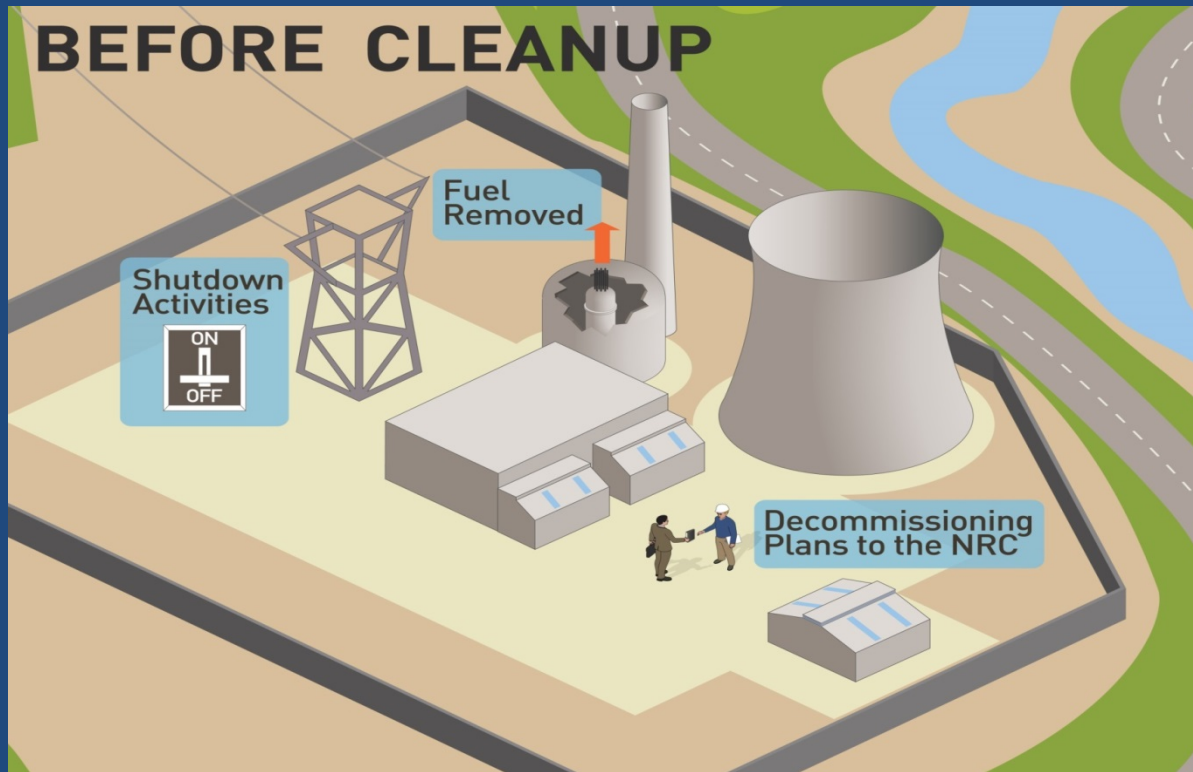 BEFORE CLEANUP
Fuel
Removed
Shutdown
Activities
ON
OFF
Decommissioning
Plans to the NRC